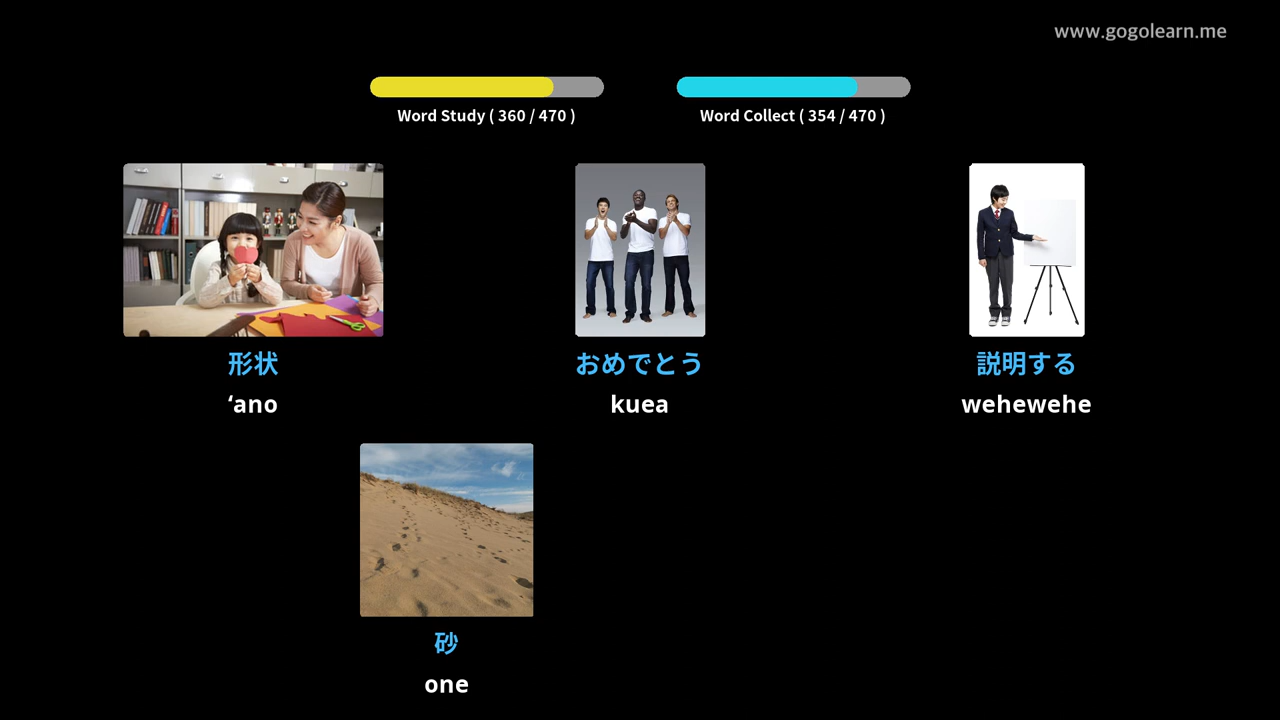 www.gogolearn.me
Word Study ( 360 / 470 )
Word Collect ( 354 / 470 )
形状
おめでとう
説明する
‘ano
kuea
wehewehe
砂
one